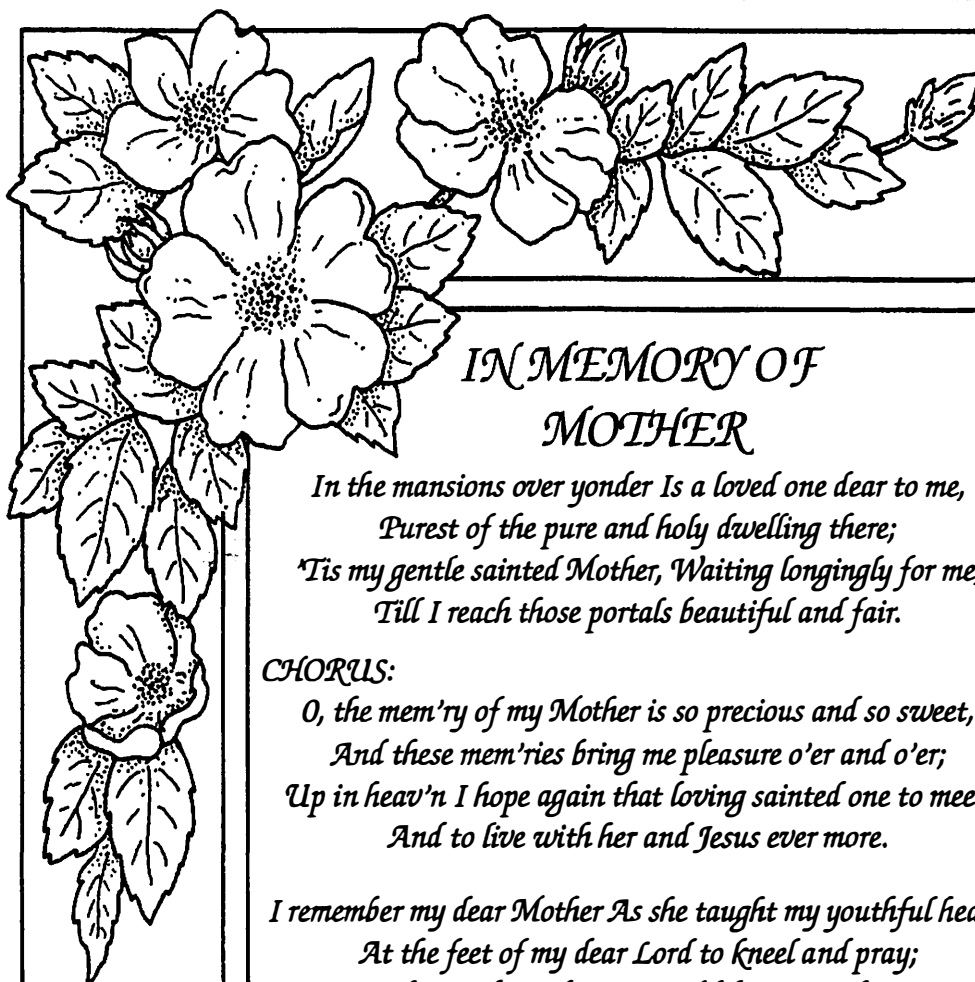 IN MEMORY OF
MOTHER
In the mansions over yonder Is a loved one dear to me,
Purest of the pure and holy dwelling there;
'Tis my gentle sainted Mother, Waiting longingly for me,
Till I reach those portals beautiful and fair.
CHORUS:
O, the mem'ry of my Mother is so precious and so sweet,
And these mem'ries bring me pleasure o'er and o'er;
Up in heav'n I hope again that loving sainted one to mee
And to live with her and Jesus ever more.
I remember my dear Mother As she taught my youthful hea
At the feet of my dear Lord to kneel and pray;